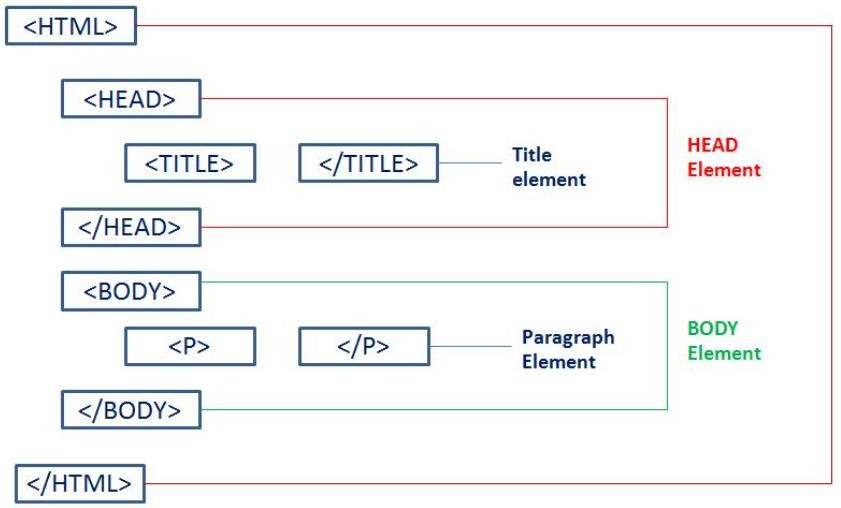 <HTML>
<HEAD>
<TITLE> </TITLE> Title
element
HEAD
Element
</HEAD>
<BODY>
<P> </P> Paragraph
Element
BODY
Element
</BODY>
</HTML>